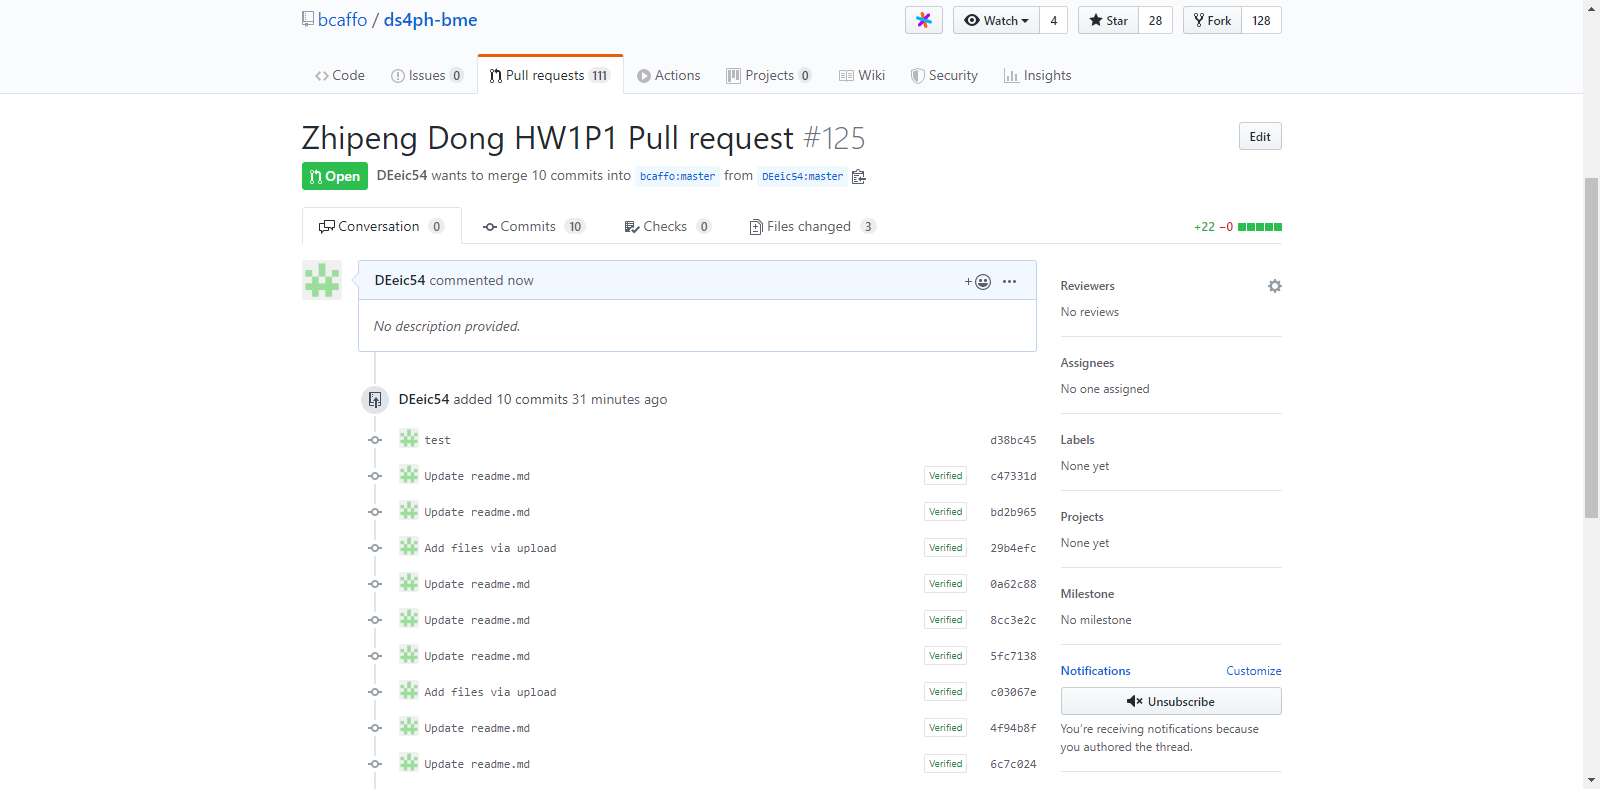 bcaffo / ds4ph-bme
Watch 4 Star 28 Fork 128
Code Issues 0 Pull requests 111 Actions Projects 0 Wiki Security Insights
Zhipeng Dong HW1P1 Pull request #125
Edit
Open DEeic54 wants to merge 10 commits into bcaffo:master from DEeic54:master
Conversation 0 Commits 10 Checks 0 Files changed 3 +22 −0
DEeic54 commented now
No description provided.
DEeic54 added 10 commits 31 minutes ago
test d38bc45
Update readme.md Verified c47331d
Update readme.md Verified bd2b965
Add files via upload Verified 29b4efc
Update readme.md Verified 0a62c88
Update readme.md Verified 8cc3e2c
Update readme.md Verified 5fc7138
Add files via upload Verified c03067e
Update readme.md Verified 4f94b8f
Update readme.md Verified 6c7c024
Reviewers
No reviews
Assignees
No one assigned
Labels
None yet
Projects
None yet
Milestone
No milestone
Notifications Customize
Unsubscribe
You're receiving notifications because
you authored the thread.